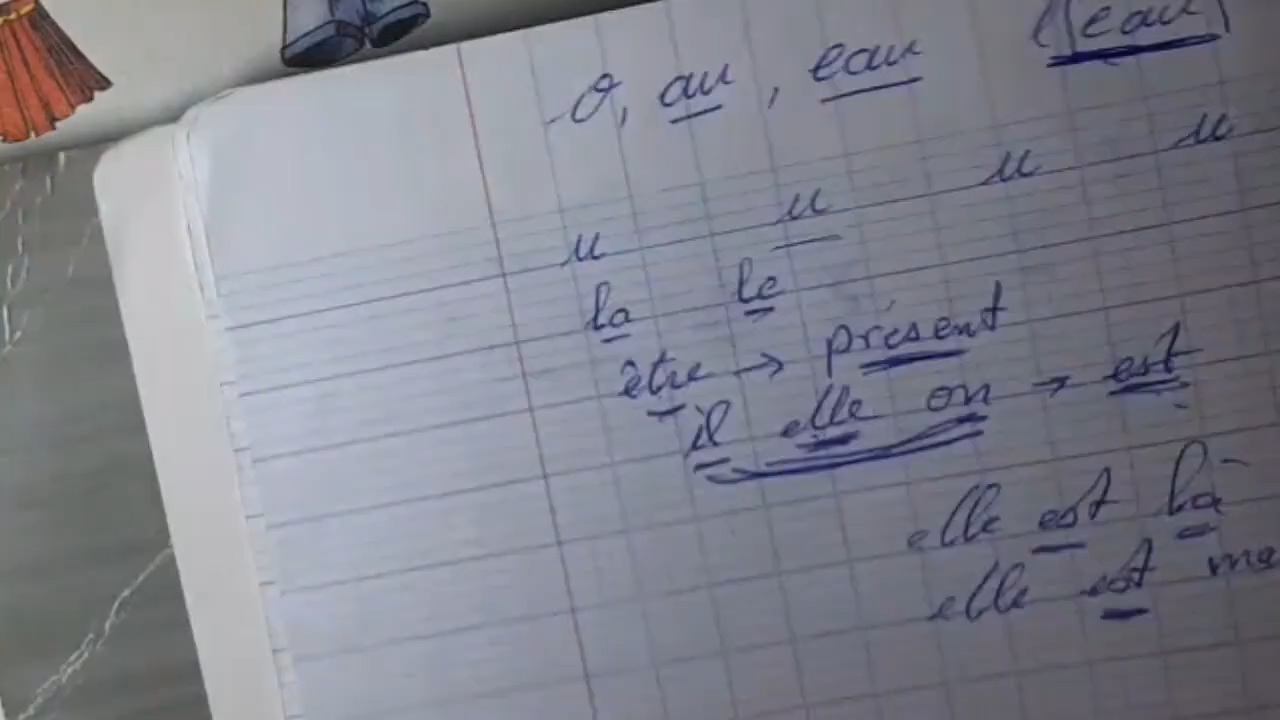 o, au, eau (l'eau)
u u u u
la le
être → présent
il elle on → est
elle est là
elle est